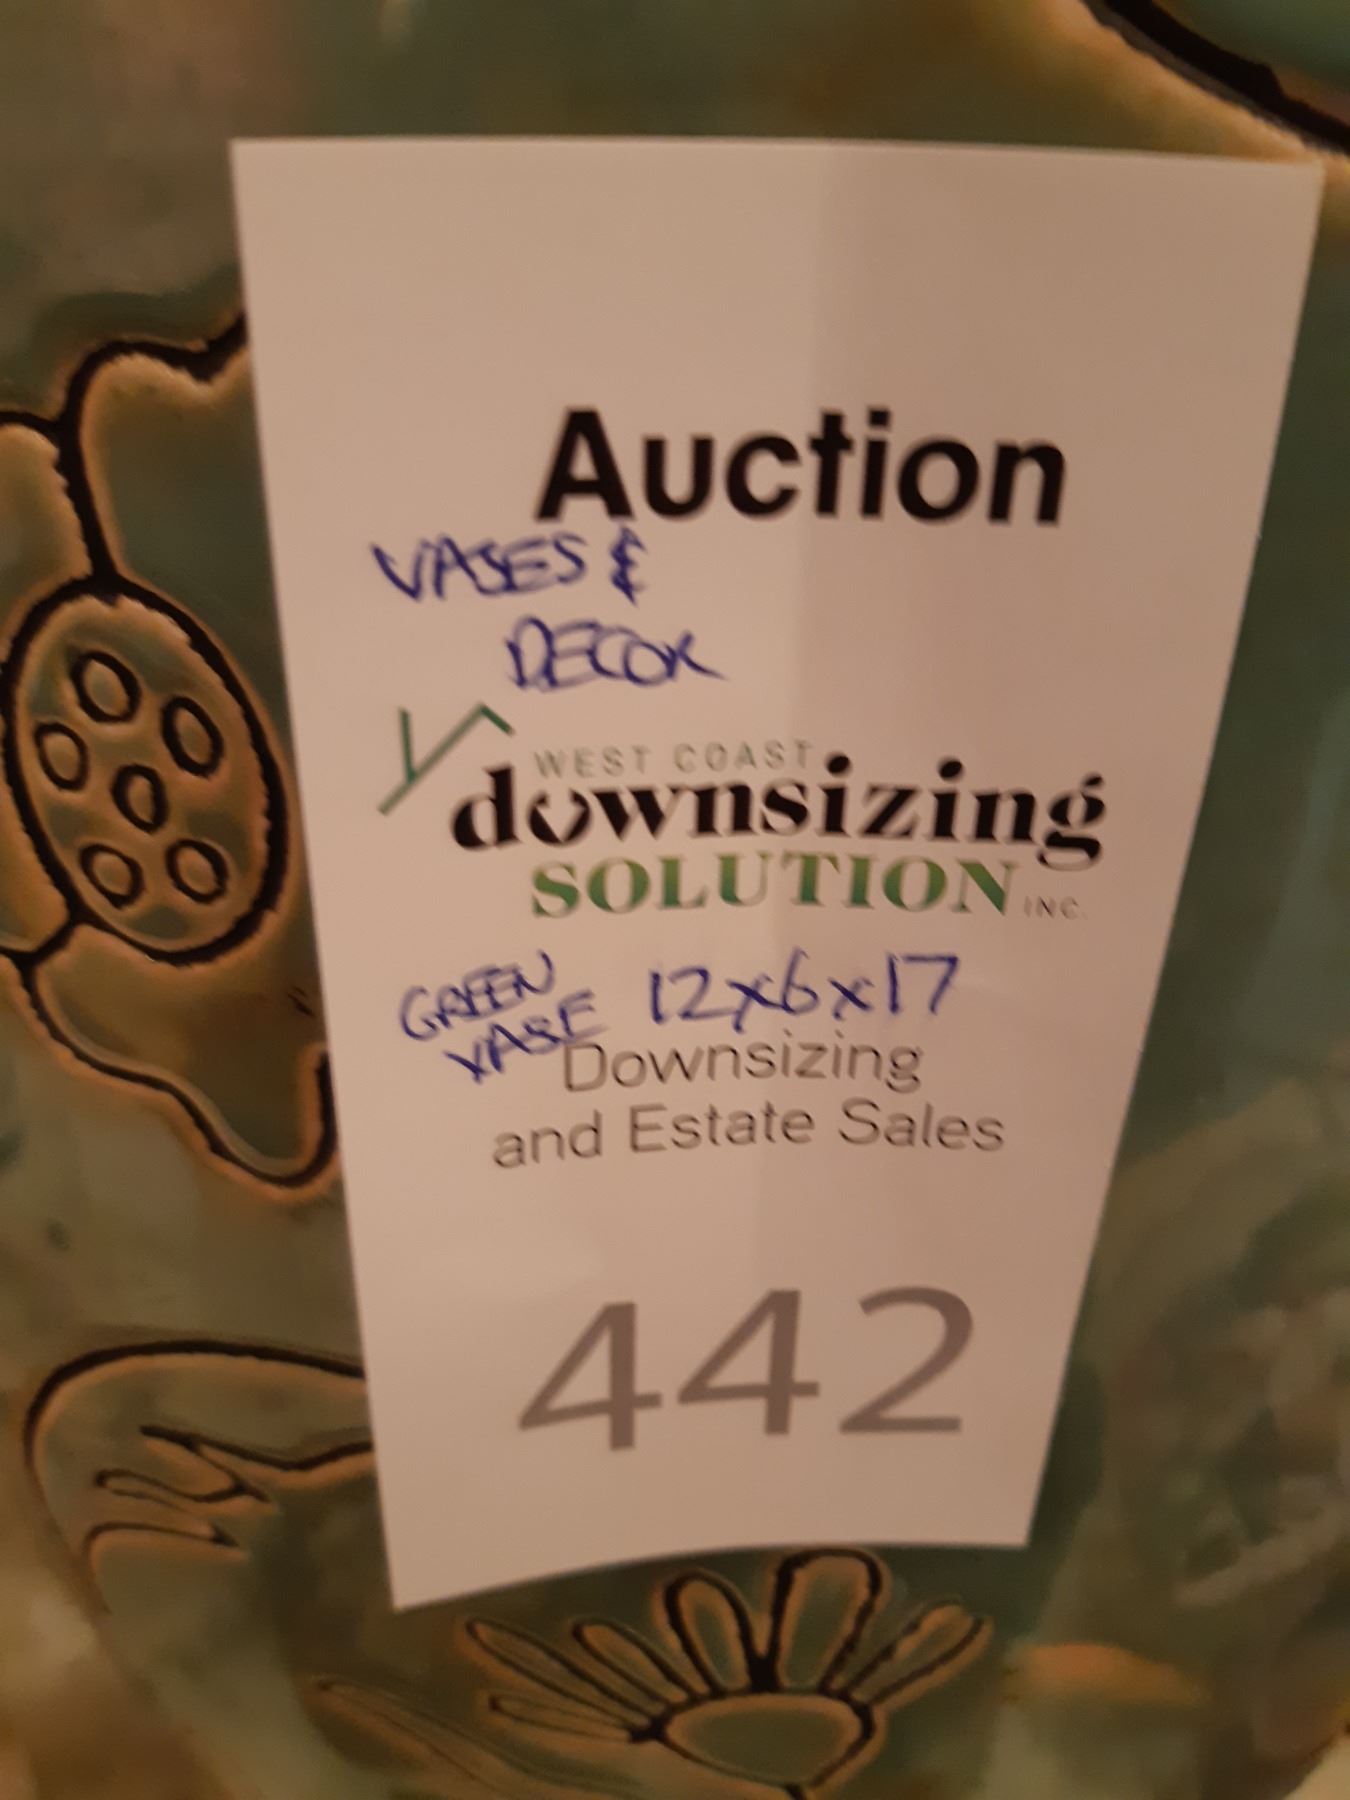 Auction
VASES &
DECOR
WEST COAST
downsizing
SOLUTION INC.
GREEN
VASE 12x6x17
Downsizing
and Estate Sales
442